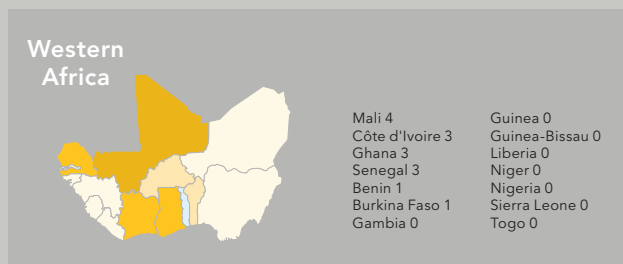 Western
Africa
Mali 4
Côte d'Ivoire 3
Ghana 3
Senegal 3
Benin 1
Burkina Faso 1
Gambia 0
Guinea 0
Guinea-Bissau 0
Liberia 0
Niger 0
Nigeria 0
Sierra Leone 0
Togo 0